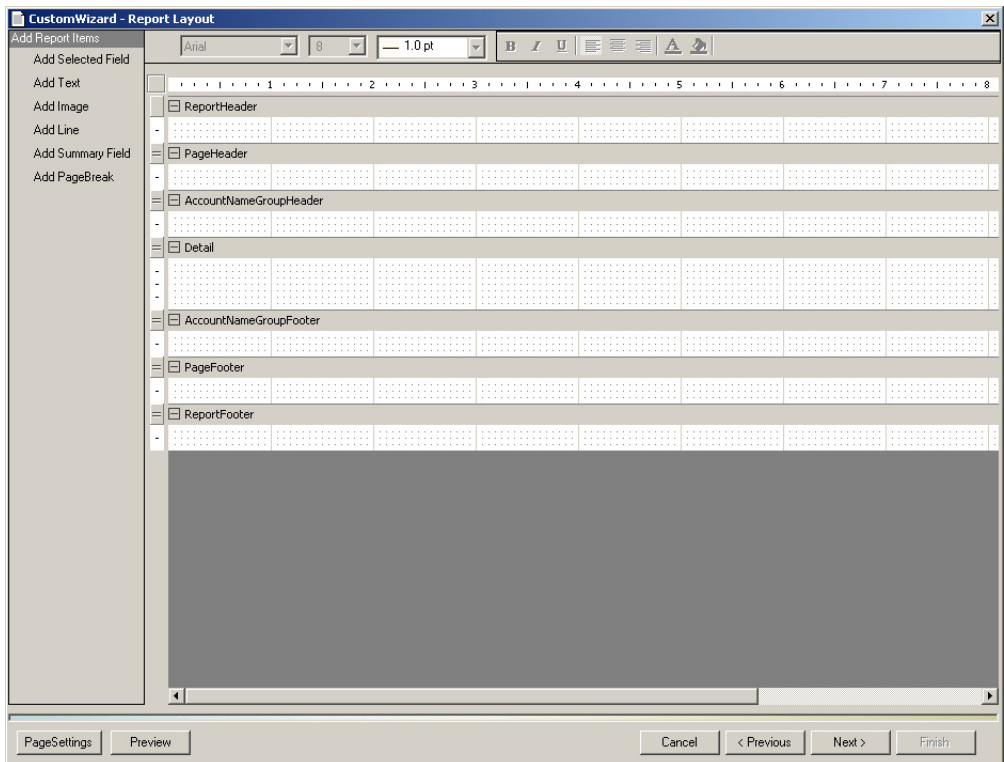 CustomWizard - Report Layout
Add Report Items
Add Selected Field
Add Text
Add Image
Add Line
Add Summary Field
Add PageBreak
Arial 8 1.0 pt B I U A
1 2 3 4 5 6 7 8
ReportHeader
PageHeader
AccountNameGroupHeader
Detail
AccountNameGroupFooter
PageFooter
ReportFooter
PageSettings Preview Cancel < Previous Next > Finish